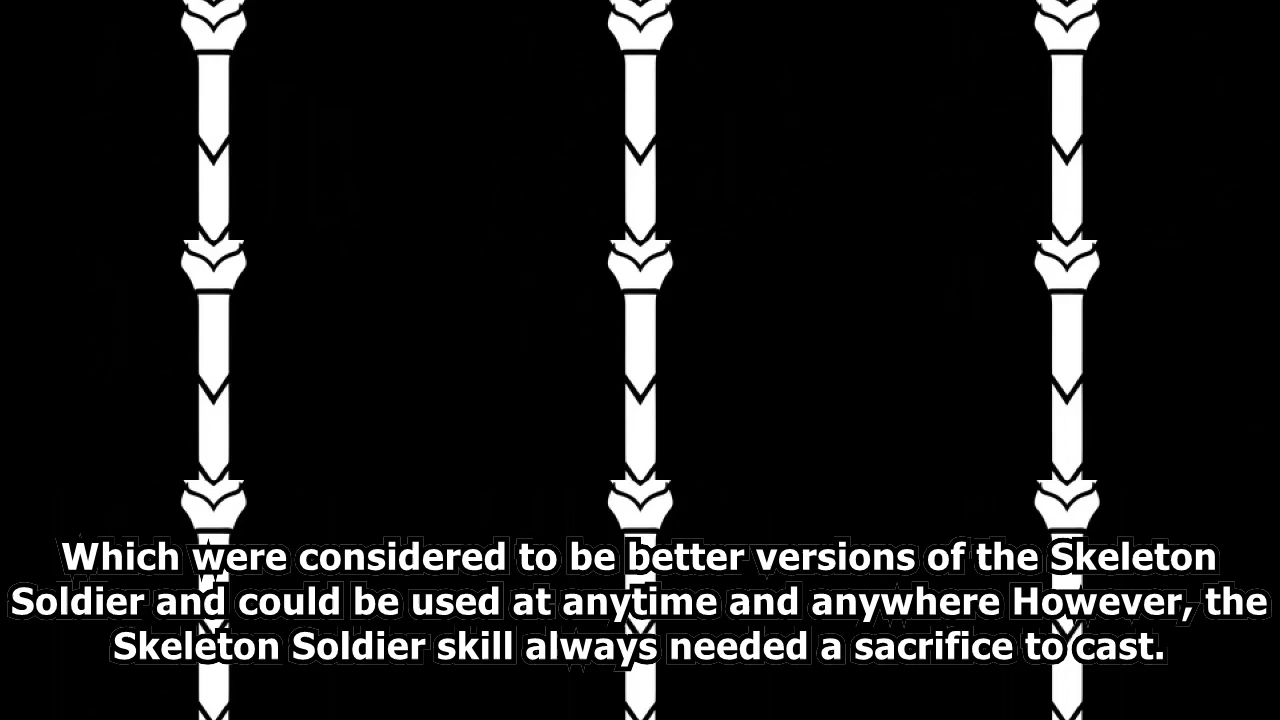 Which were considered to be better versions of the Skeleton
Soldier and could be used at anytime and anywhere However, the
Skeleton Soldier skill always needed a sacrifice to cast.